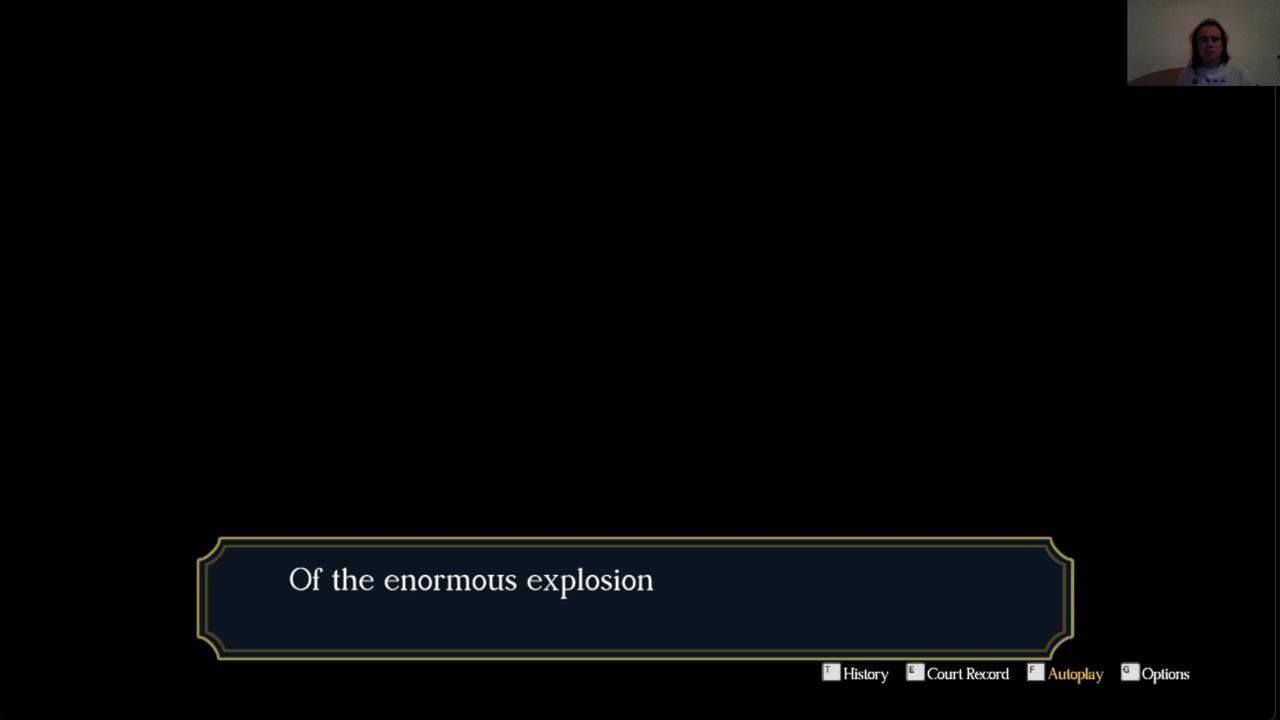 Of the enormous explosion
T History E Court Record F Autoplay G Options